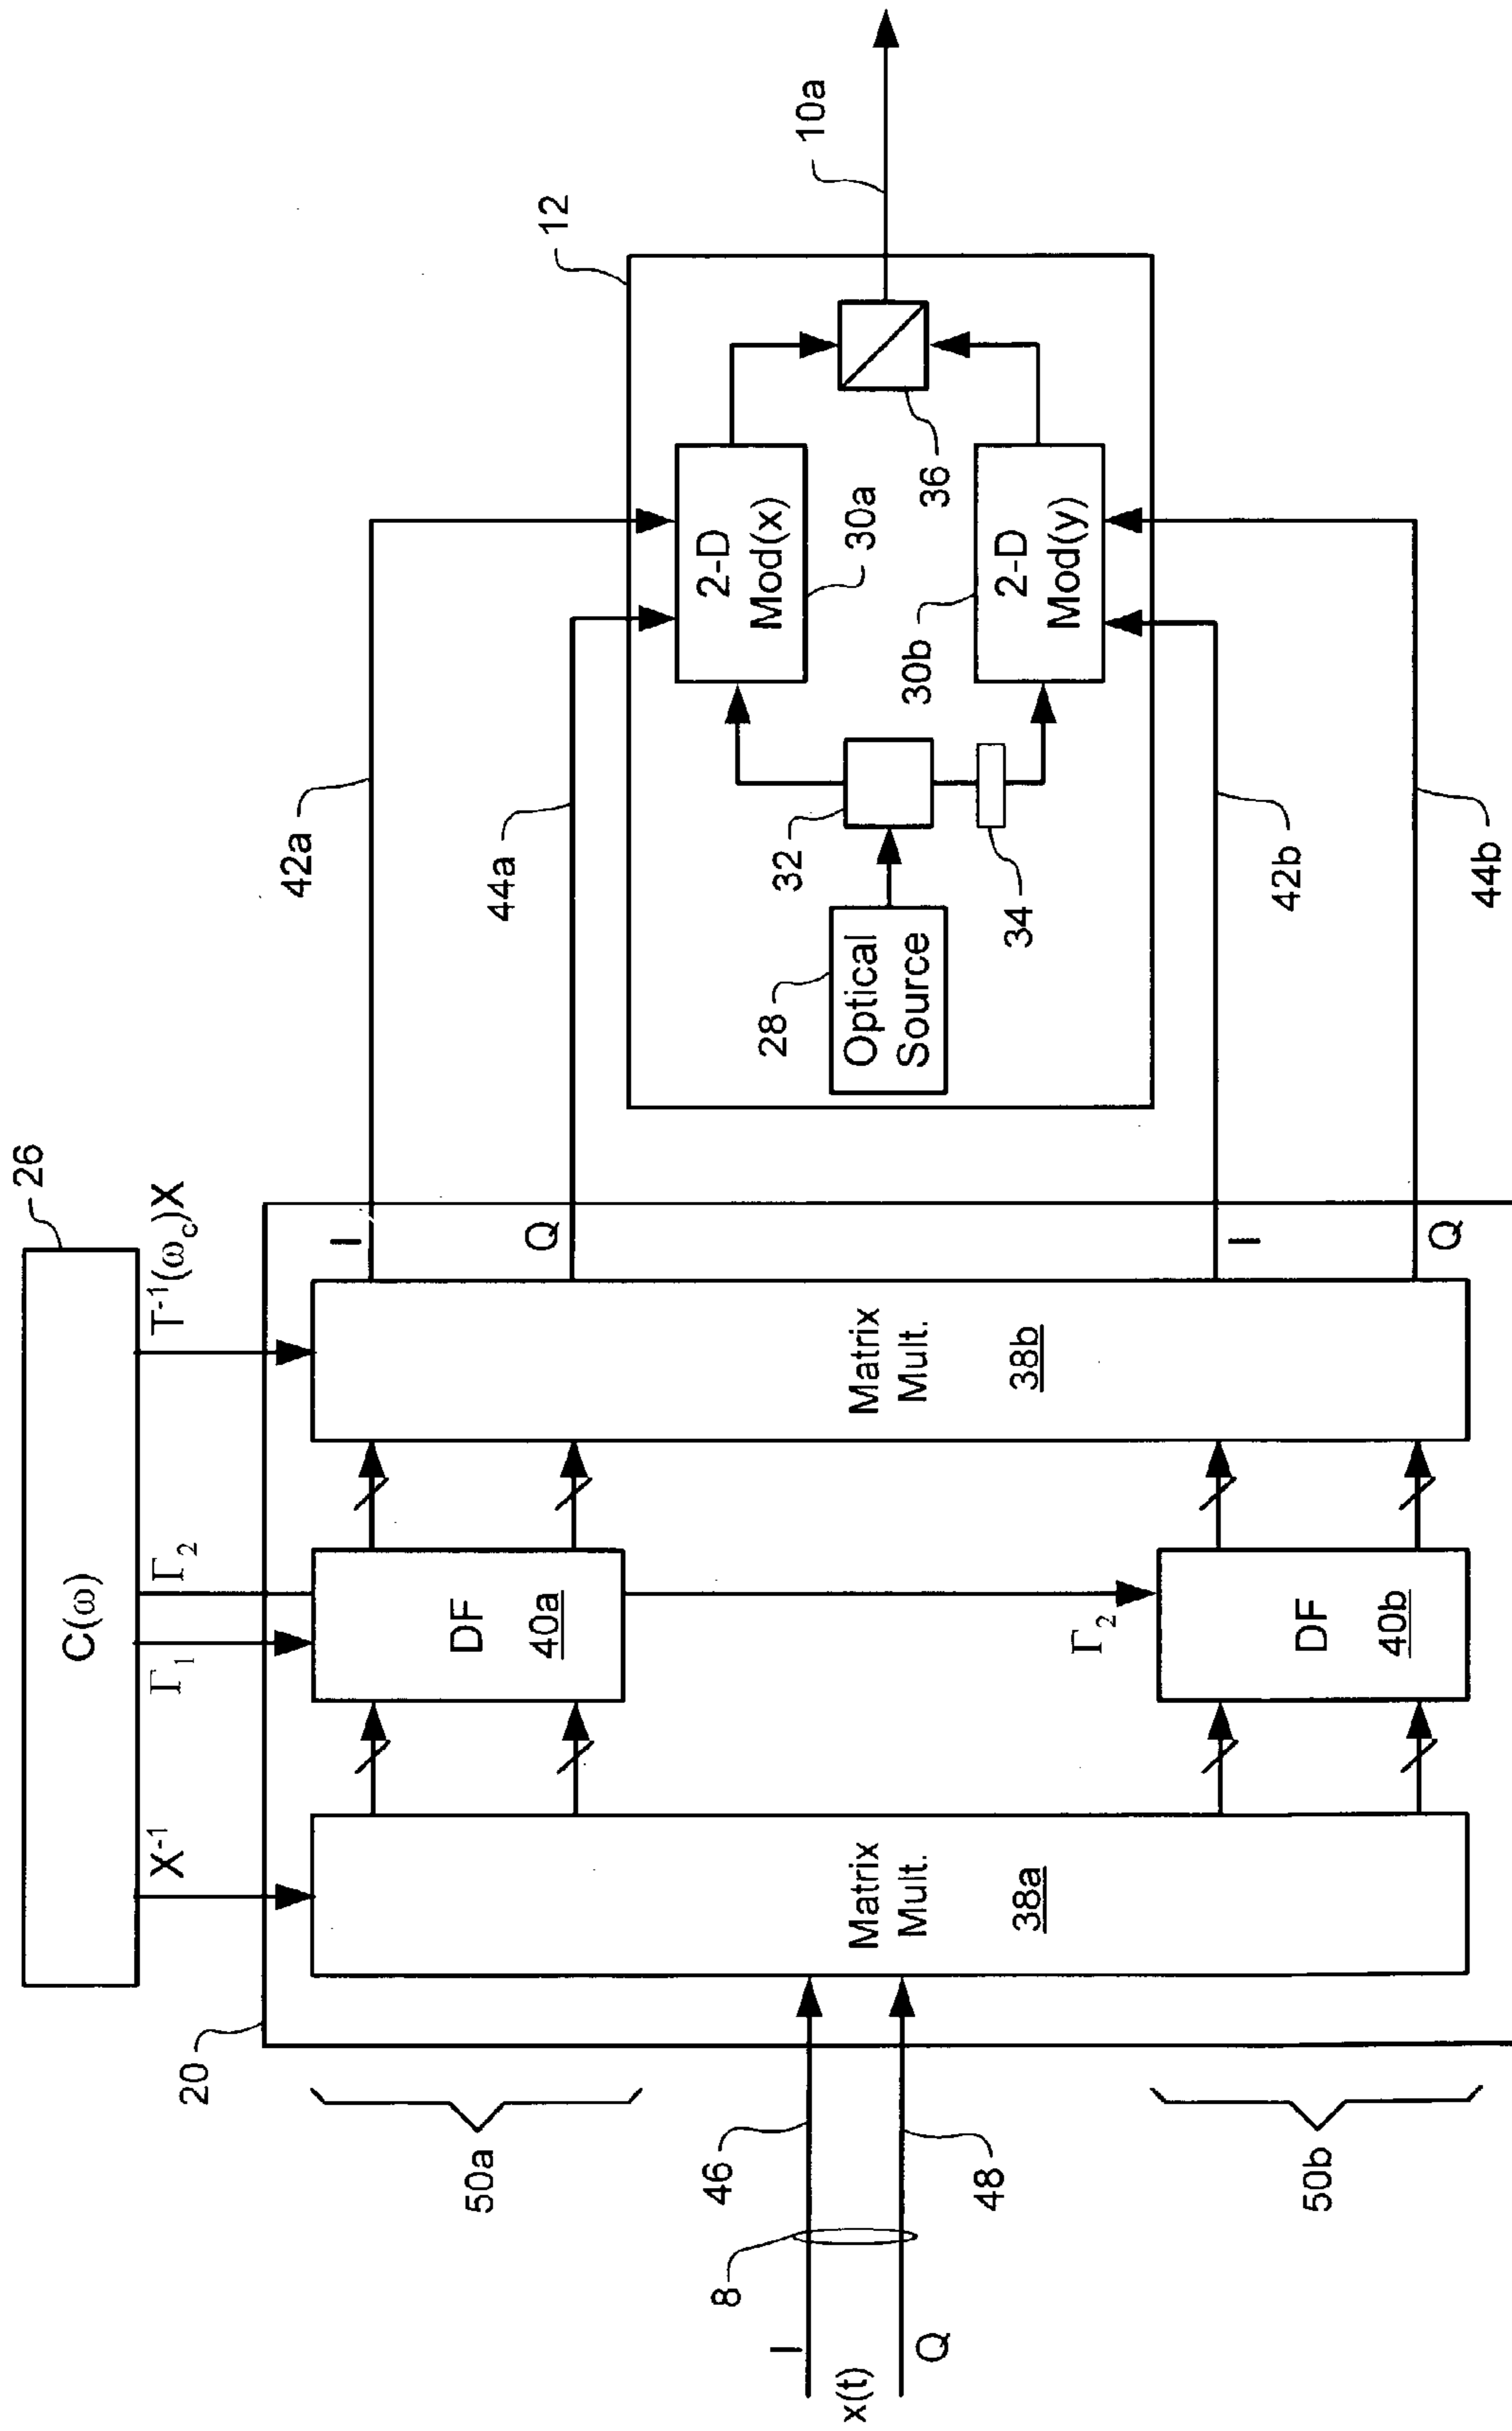 26
C(ω)
X⁻¹
Γ₁
Γ₂
T⁻¹(ω_c)X
20
50a
50b
I
x(t)
Q
8
46
48
Matrix
Mult.
38a
DF
40a
Γ₂
DF
40b
Matrix
Mult.
38b
I
Q
I
Q
42a
44a
42b
44b
12
28
Optical
Source
32
34
2-D
Mod(x)
30a
30b
2-D
Mod(y)
36
10a